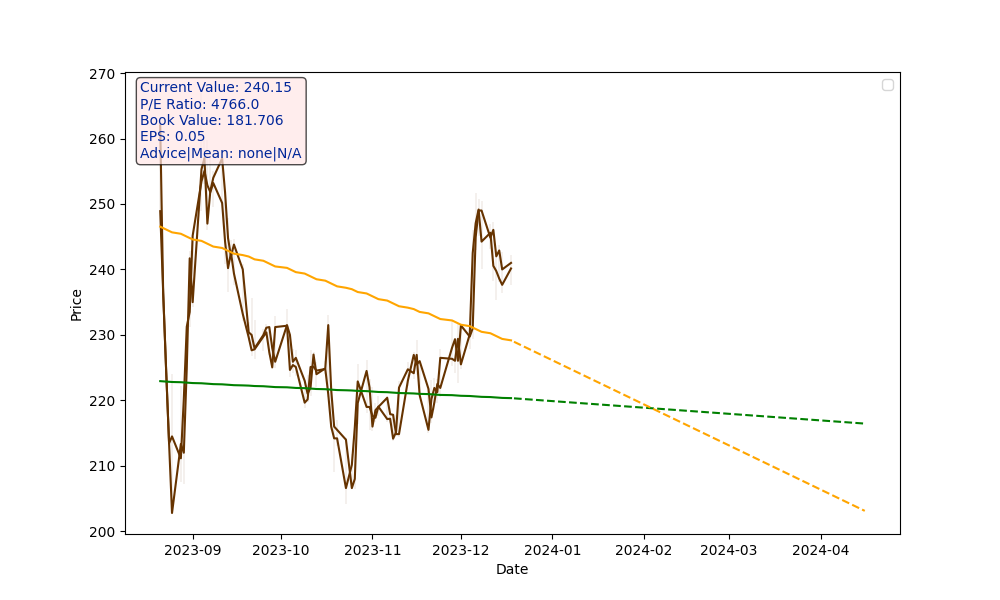 270
260
250
240
230
220
210
200
Price
Current Value: 240.15
P/E Ratio: 4766.0
Book Value: 181.706
EPS: 0.05
Advice|Mean: none|N/A
2023-09 2023-10 2023-11 2023-12 2024-01 2024-02 2024-03 2024-04
Date